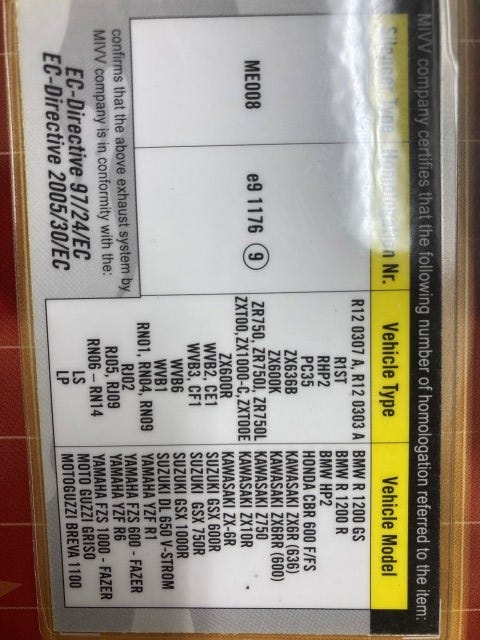 MIVV company certifies that the following number of homologation referred to the item:
Silencer Type Homologation Nr. Vehicle Type Vehicle Model
R12 0307 A, R12 0303 A BMW R 1200 GS
R1ST BMW R 1200 R
RHP2 BMW HP2
PC35 HONDA CBR 600 F/FS
ZX636B KAWASAKI ZX6R (636)
ZX600K KAWASAKI ZX6RR (600)
ME008 e9 1176 9 ZR750, ZR750J, ZR750L KAWASAKI Z750
ZXT00, ZX1000-C, ZXT00E KAWASAKI ZX10R
ZX600R KAWASAKI ZX-6R
WVB2, CE1 SUZUKI GSX 600R
WVB3, CF1 SUZUKI GSX 750R
WVB6 SUZUKI GSX 1000R
WVB1 SUZUKI DL 650 V-STROM
RN01, RN04, RN09 YAMAHA YZF R1
RJ02 YAMAHA FZS 600 - FAZER
RJ05, RJ09 YAMAHA YZF R6
RN06 – RN14 YAMAHA FZS 1000 - FAZER
LS MOTO GUZZI GRISO
LP MOTOGUZZI BREVA 1100
confirms that the above exhaust system by
MIVV company is in conformity with the:
EC-Directive 97/24/EC
EC-Directive 2005/30/EC